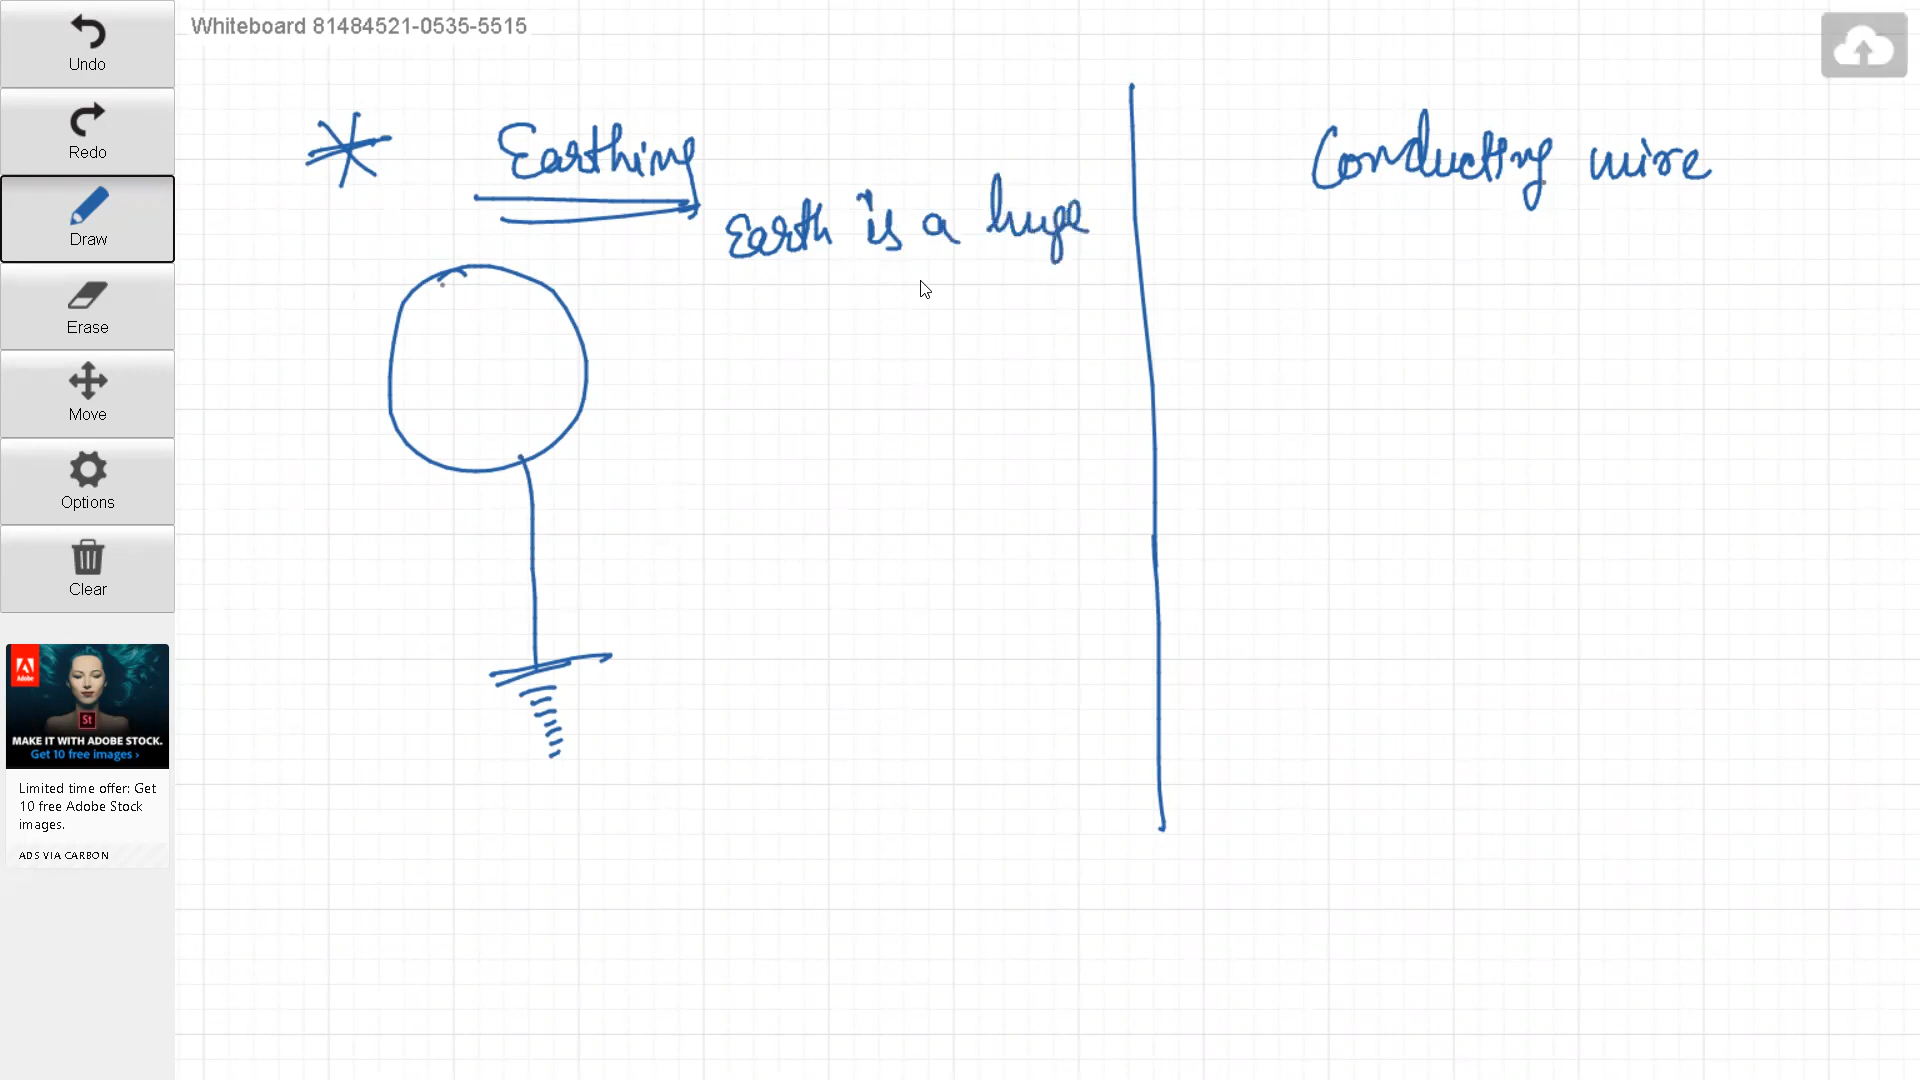 Whiteboard 81484521-0535-5515
Undo
Redo
Draw
Erase
Move
Options
Clear
Adobe
St
MAKE IT WITH ADOBE STOCK.
Get 10 free images ›
Limited time offer: Get
10 free Adobe Stock
images.
ADS VIA CARBON
Earthing
Earth is a huge
Conducting wire